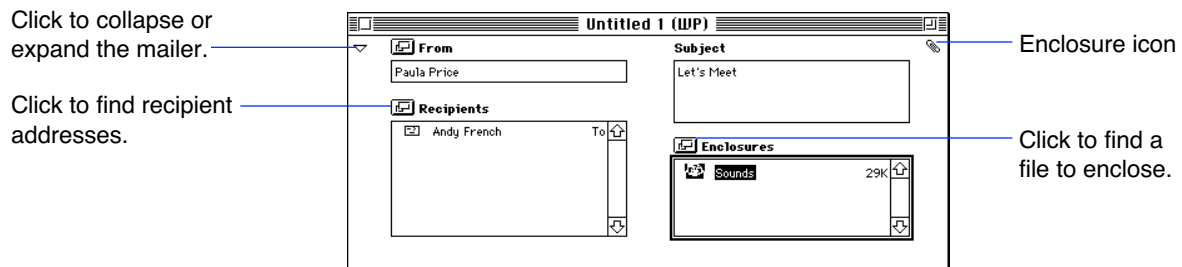 Click to collapse or
expand the mailer.
Click to find recipient
addresses.
Untitled 1 (WP)
From
Paula Price
Recipients
Andy French To
Subject
Let's Meet
Enclosures
Sounds 29K
Enclosure icon
Click to find a
file to enclose.